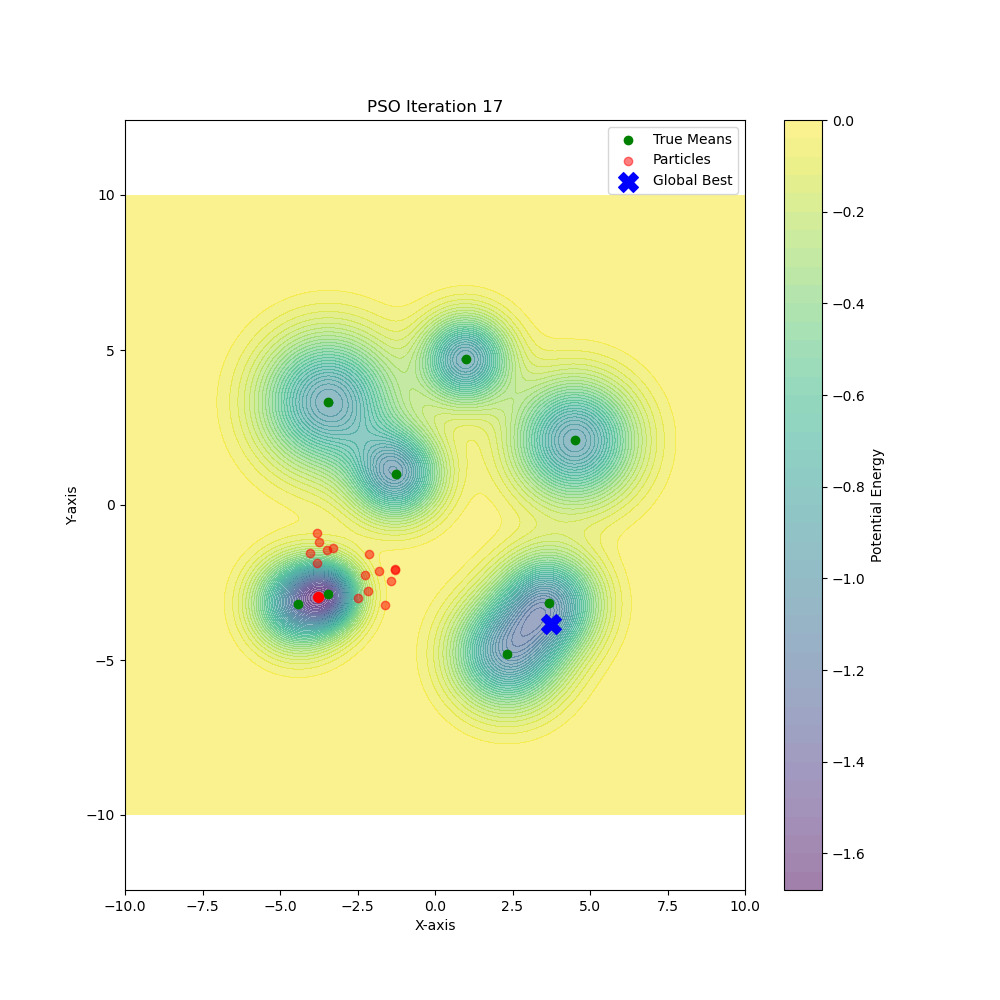 PSO Iteration 17
True Means
Particles
Global Best
10
5
0
−5
−10
Y-axis
−10.0 −7.5 −5.0 −2.5 0.0 2.5 5.0 7.5 10.0
X-axis
0.0
−0.2
−0.4
−0.6
−0.8
−1.0
−1.2
−1.4
−1.6
Potential Energy